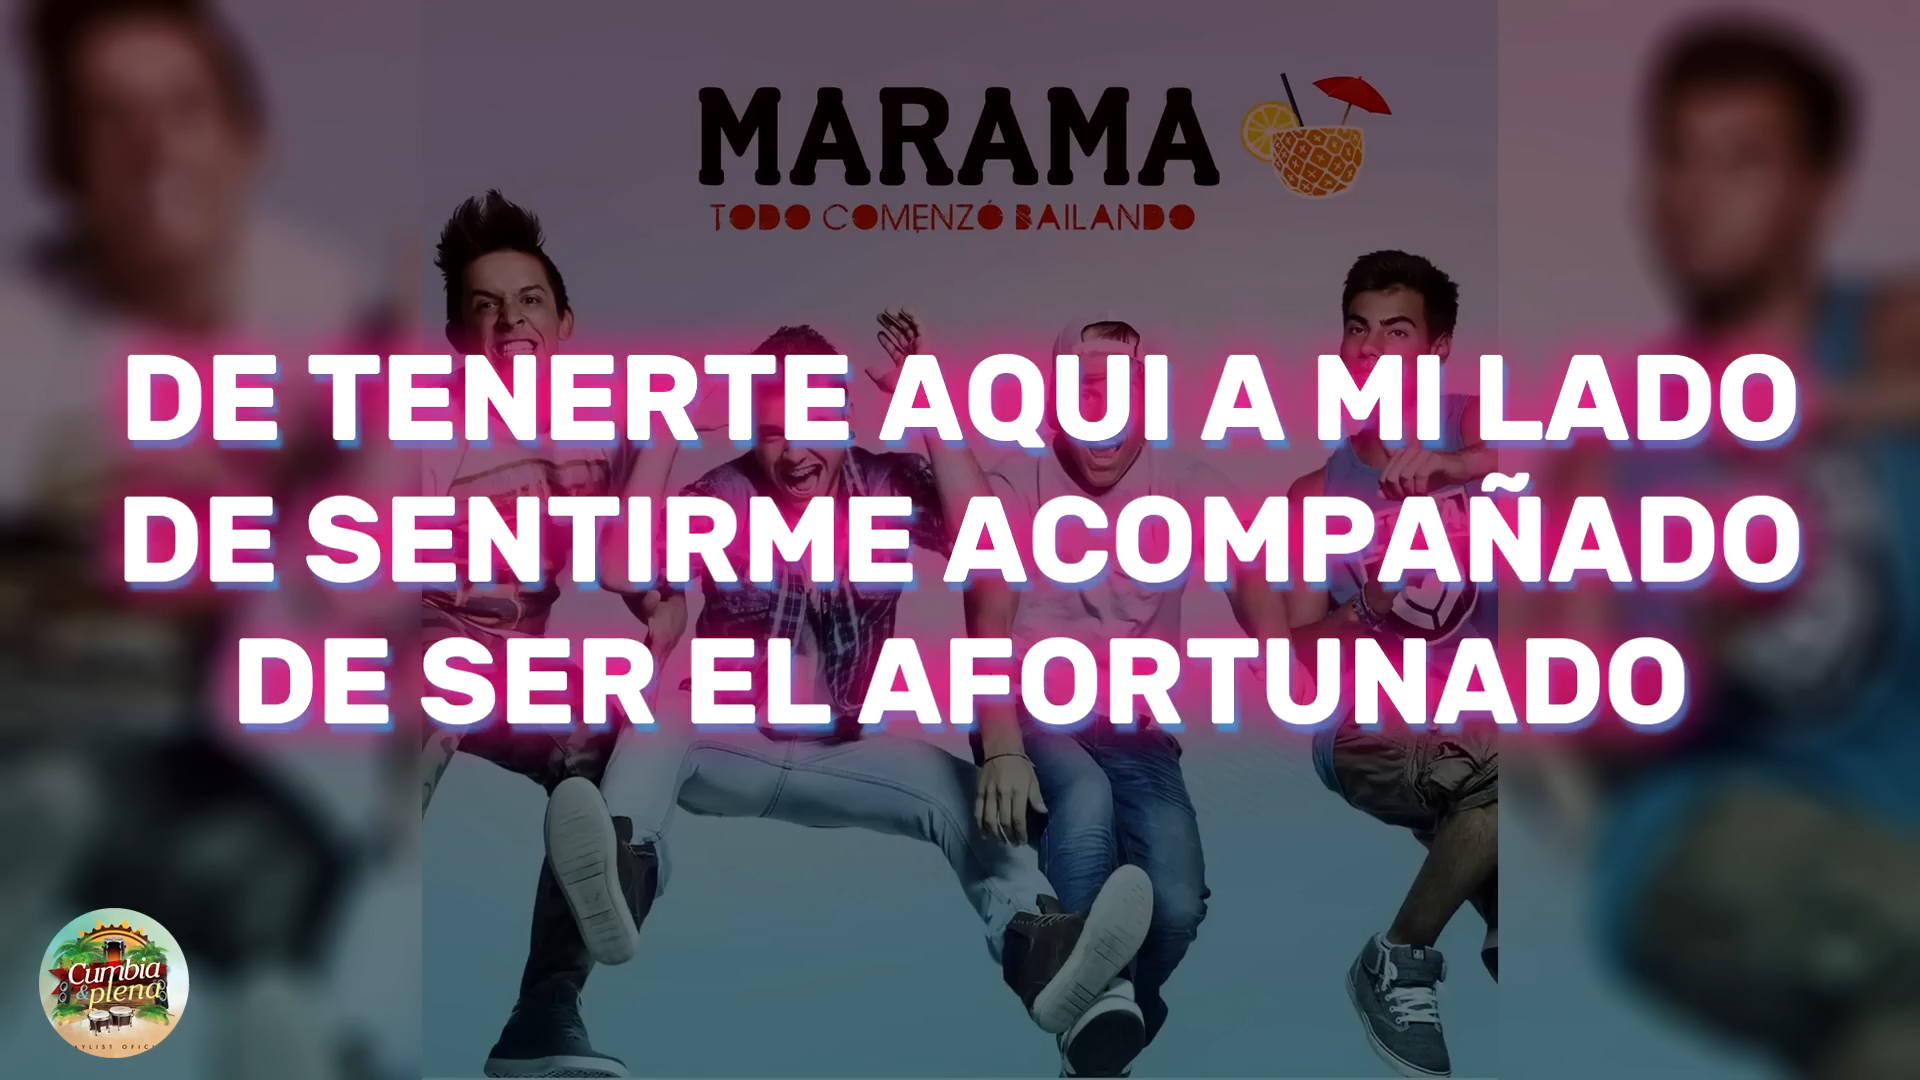 MARAMA
TODO COMENZÓ BAILANDO
DE TENERTE AQUI A MI LADO
DE SENTIRME ACOMPAÑADO
DE SER EL AFORTUNADO
Cumbia
& plena